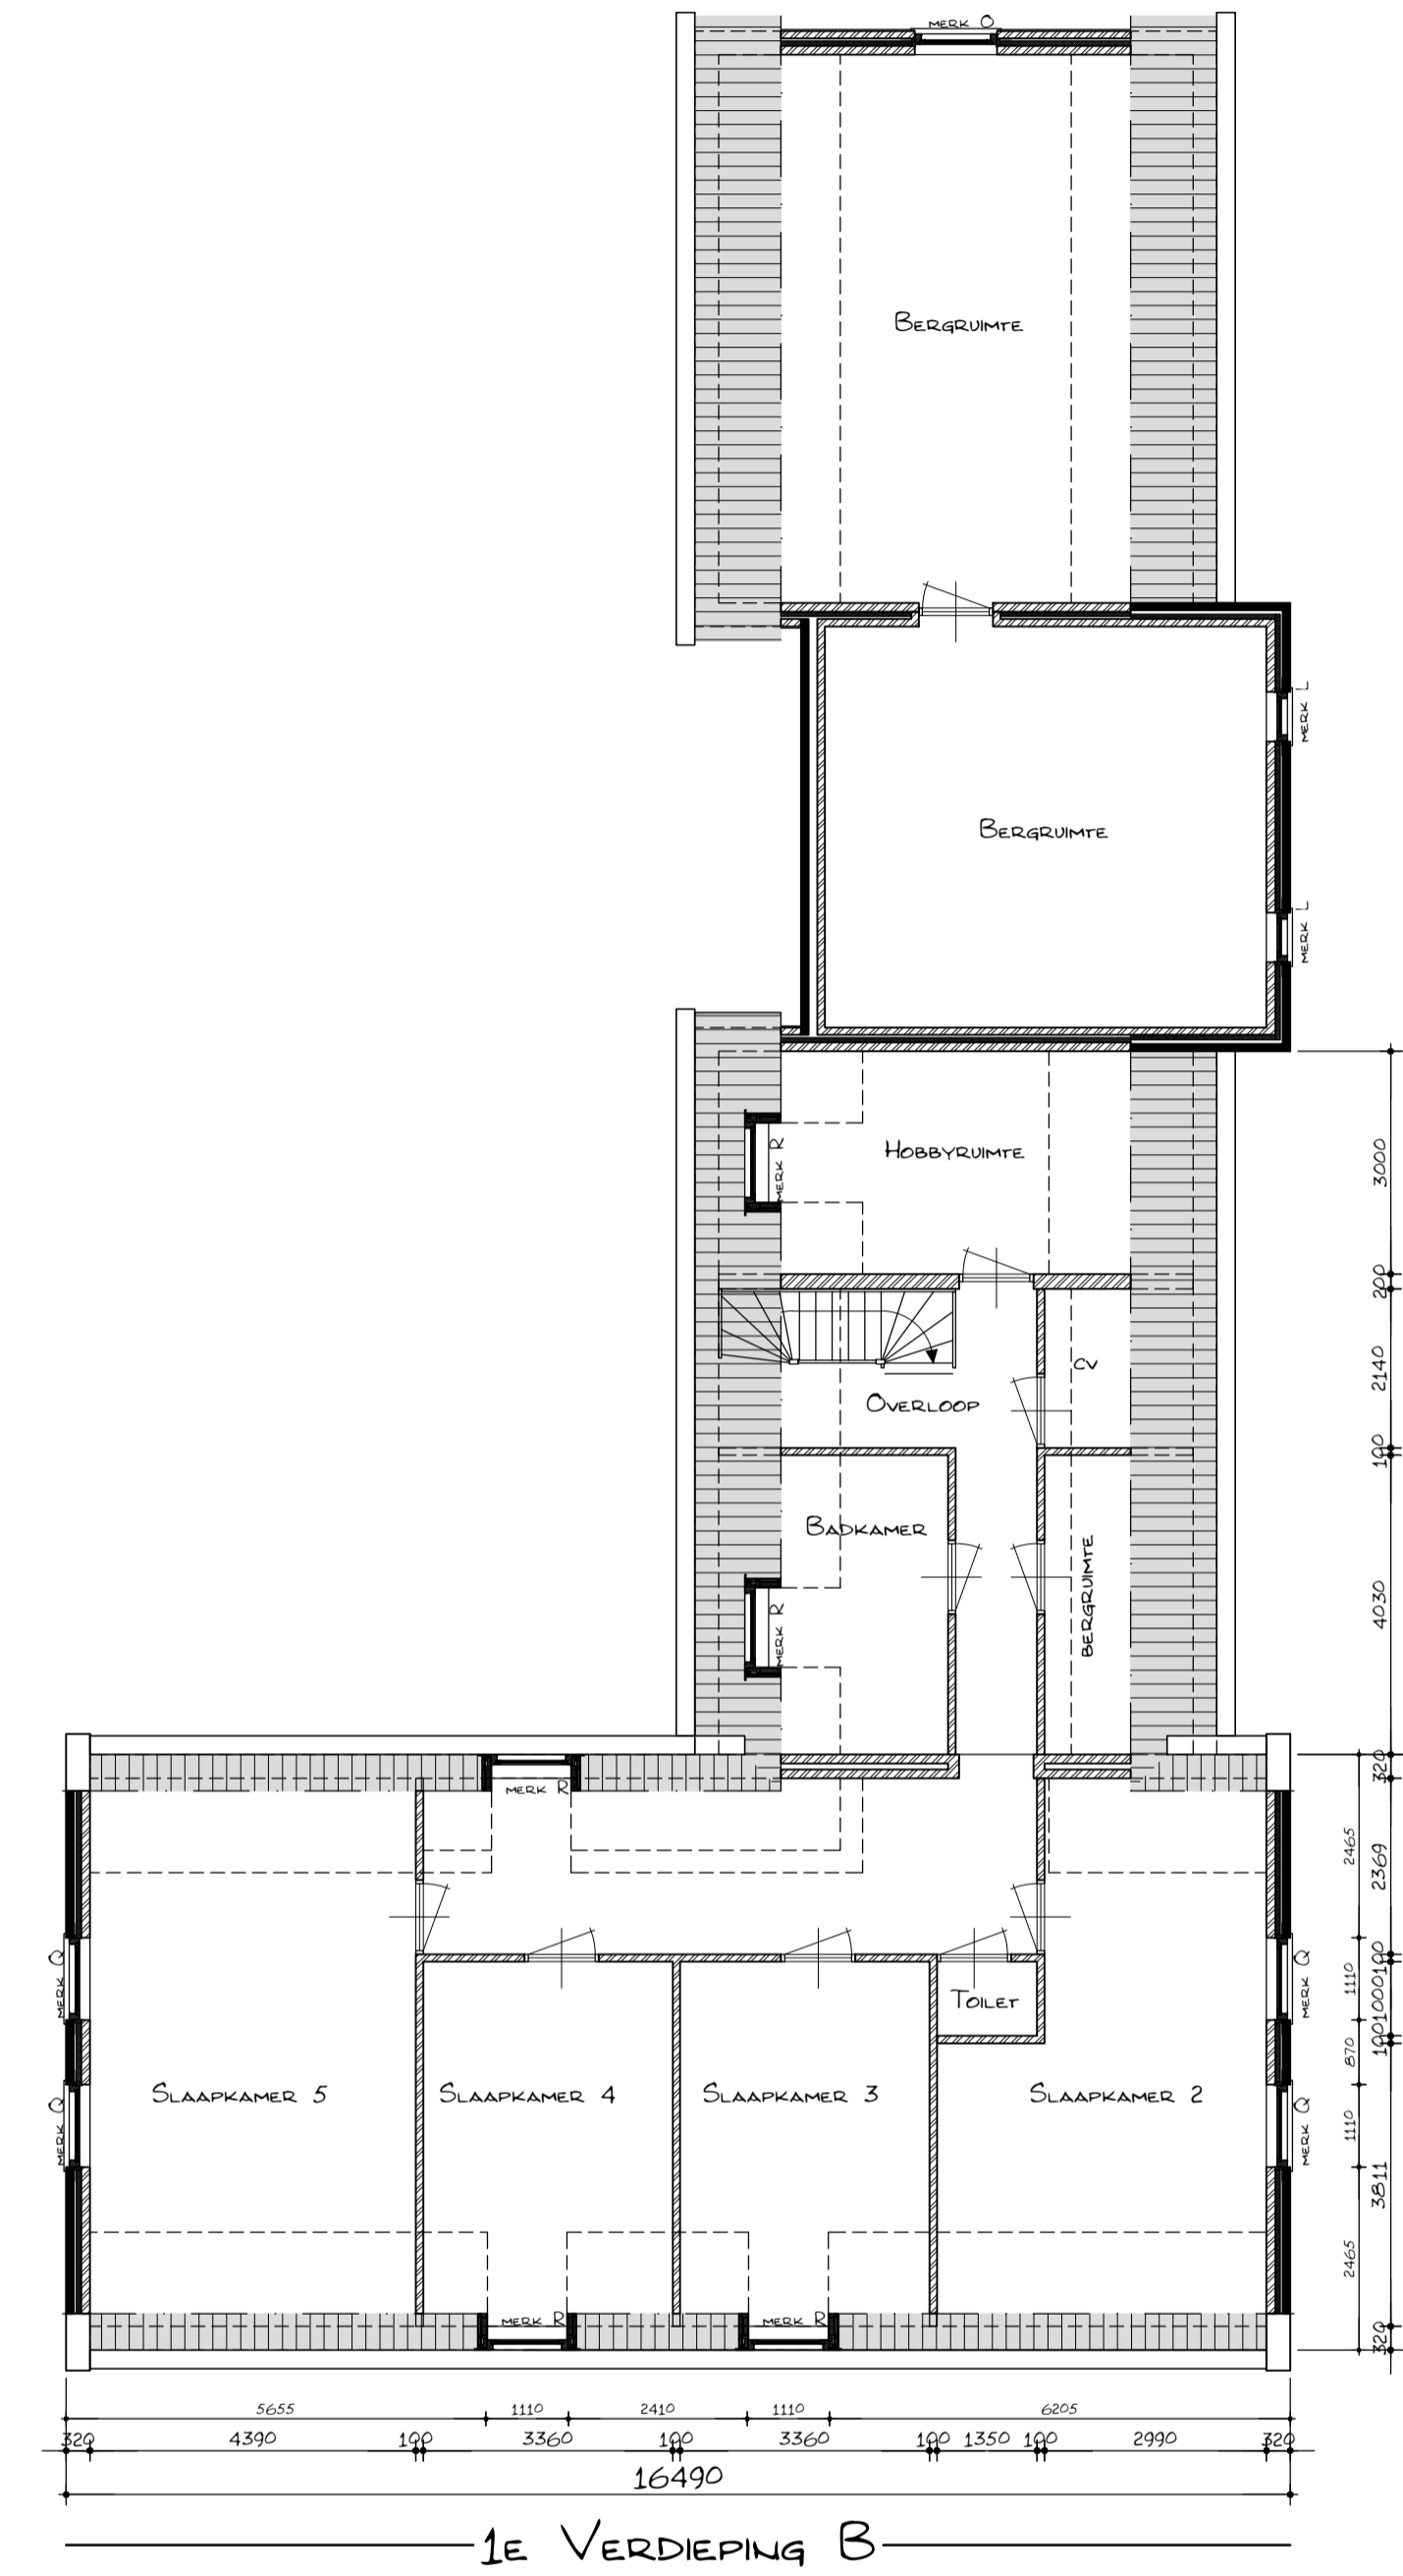 merk O
Bergruimte
merk L
Bergruimte
merk L
Hobbyruimte
merk R
3000
200
CV
2140
Overloop
100
Badkamer
bergruimte
merk R
4030
320
merk R
2465
2369
merk Q
merk Q
100
1110
1000
Toilet
100
870
Slaapkamer 5
Slaapkamer 4
Slaapkamer 3
Slaapkamer 2
merk Q
merk Q
1110
3811
2465
merk R
merk R
320
5655
1110
2410
1110
6205
320
4390
100
3360
100
3360
100
1350
100
2990
320
16490
1e Verdieping B